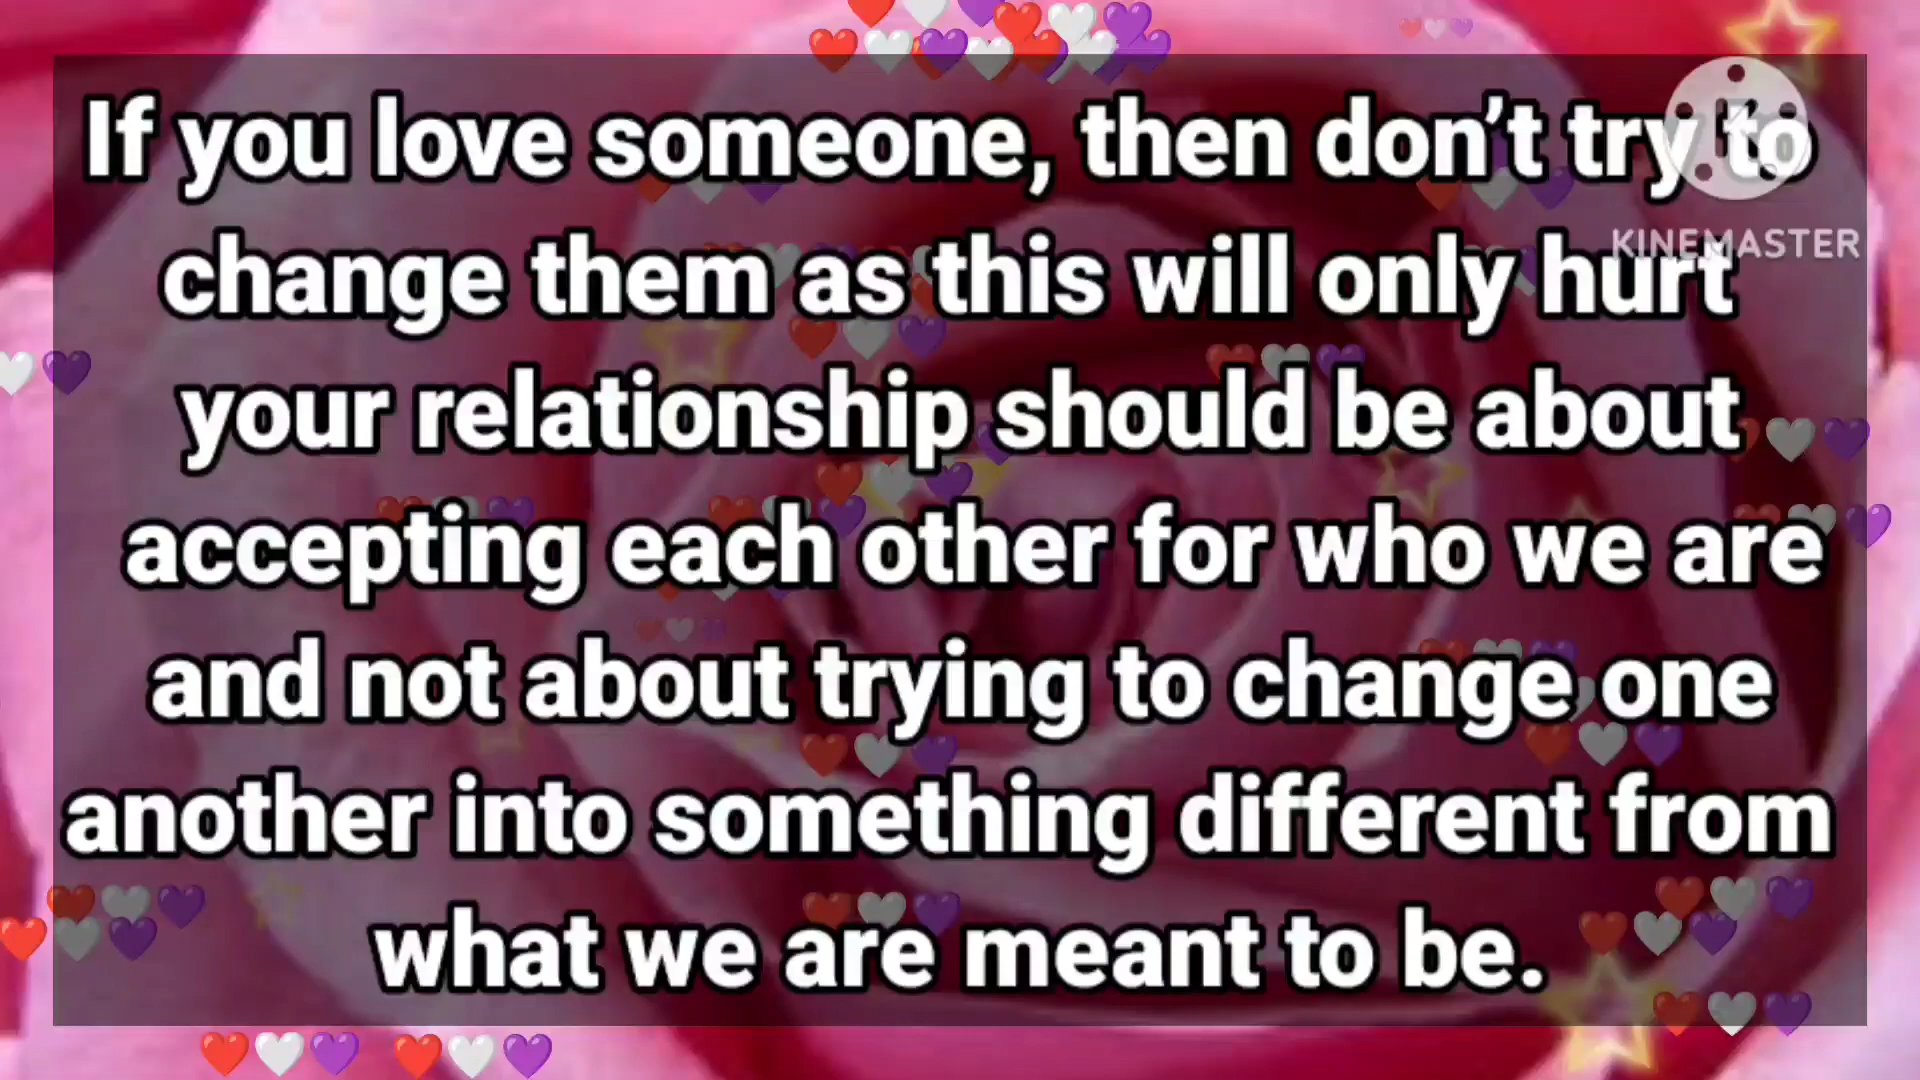 If you love someone, then don’t try to
change them as this will only hurt
your relationship should be about
accepting each other for who we are
and not about trying to change one
another into something different from
what we are meant to be.
K
KINEMASTER